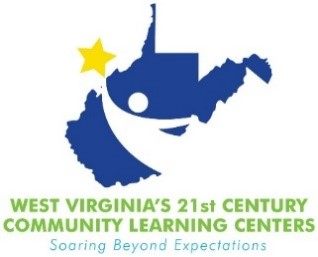 WEST VIRGINIA'S 21st CENTURY
COMMUNITY LEARNING CENTERS
Soaring Beyond Expectations